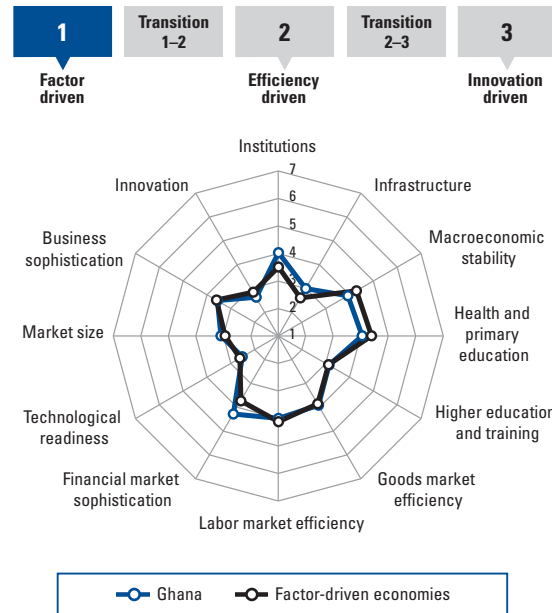 1
Transition
1–2
2
Transition
2–3
3
Factor
driven
Efficiency
driven
Innovation
driven
Institutions
7
6
5
4
3
2
1
Infrastructure
Macroeconomic
stability
Health and
primary
education
Higher education
and training
Goods market
efficiency
Labor market efficiency
Financial market
sophistication
Technological
readiness
Market size
Business
sophistication
Innovation
Ghana
Factor-driven economies